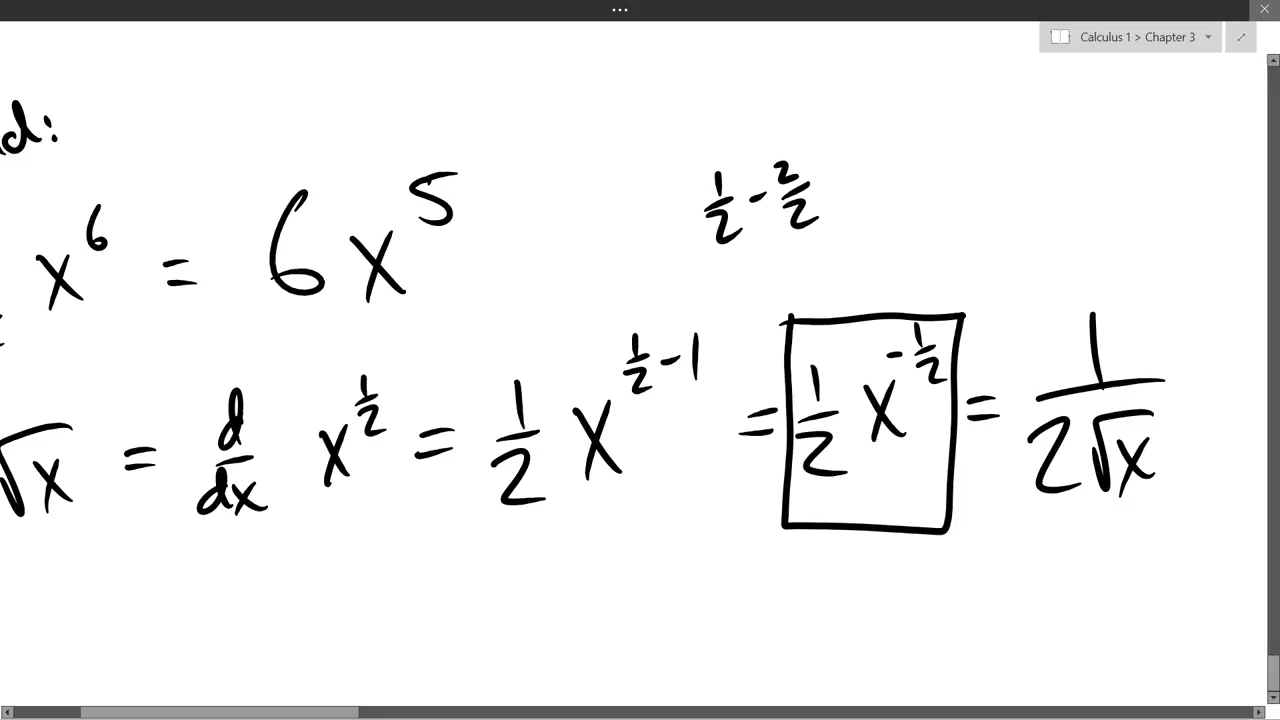 ...
Calculus 1 > Chapter 3
d:
x^6 = 6x^5
1/2 - 2/2
√x = d/dx x^(1/2) = 1/2 x^(1/2 - 1) = 1/2 x^(-1/2) = 1/(2√x)